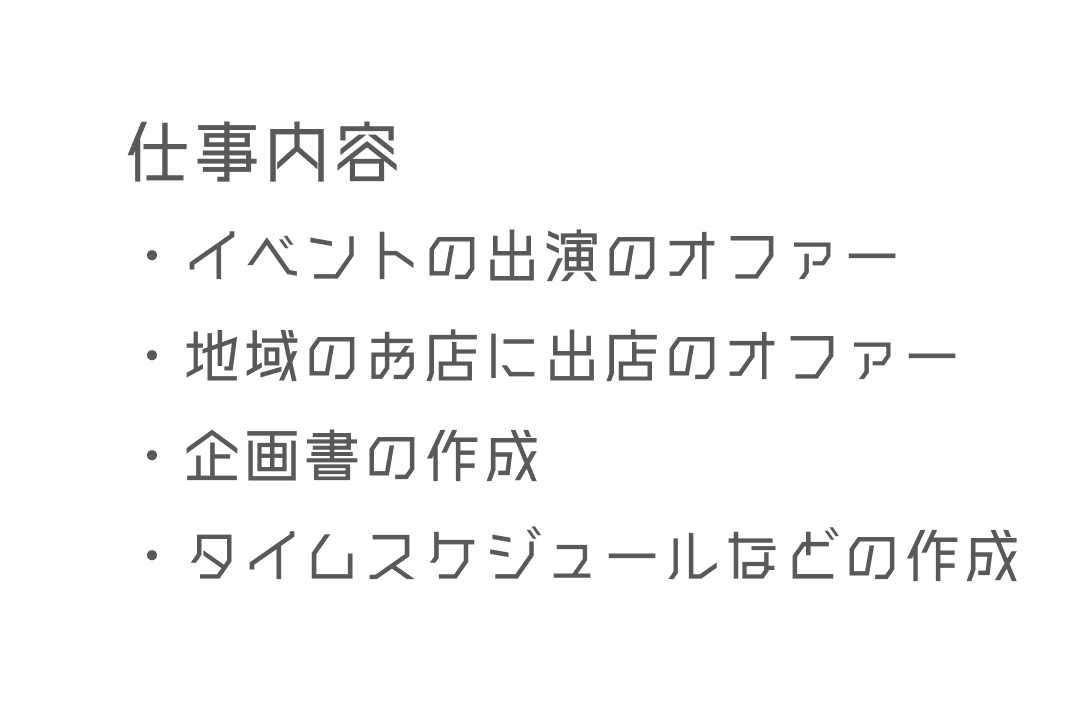 仕事内容
・イベントの出演のオファー
・地域のお店に出店のオファー
・企画書の作成
・タイムスケジュールなどの作成